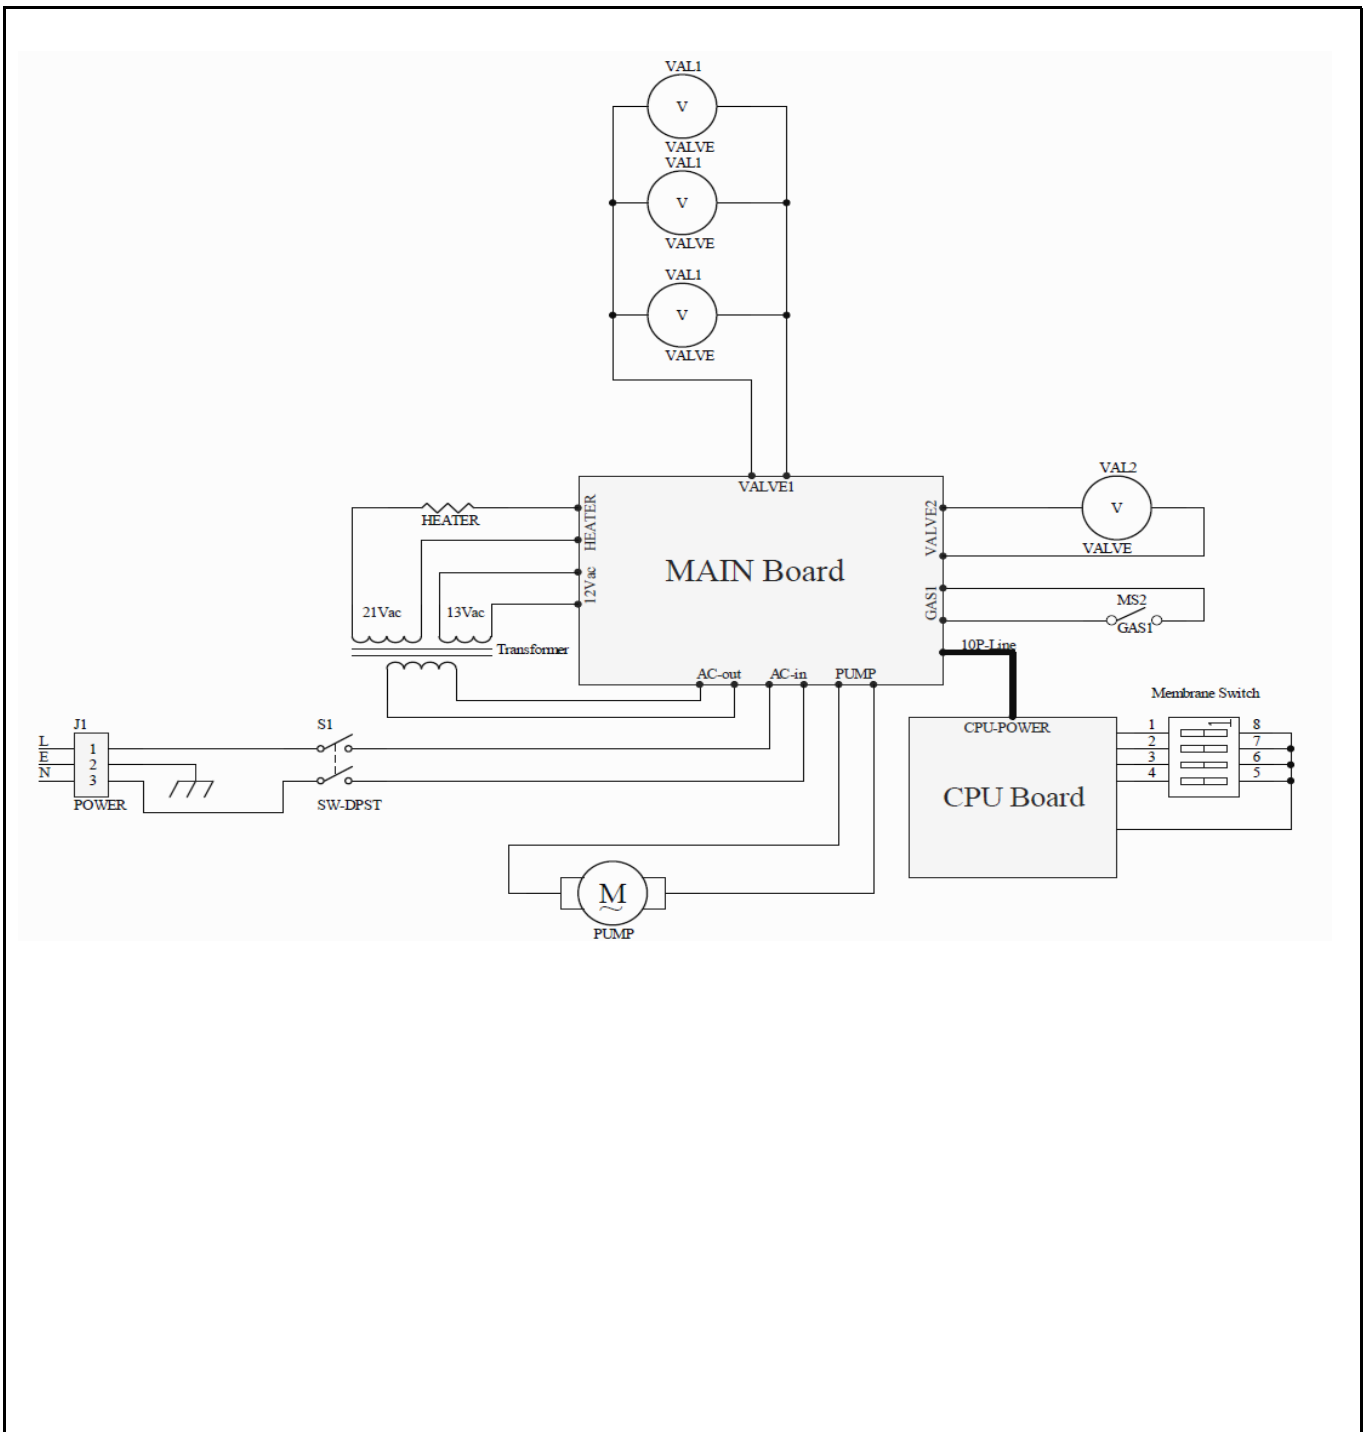 VAL1
V
VALVE
VAL1
V
VALVE
VAL1
V
VALVE
VALVE1
HEATER
HEATER
12Vac
MAIN Board
VALVE2
GAS1
VAL2
V
VALVE
MS2
GAS1
21Vac
13Vac
Transformer
10P-Line
AC-out
AC-in
PUMP
Membrane Switch
J1
L
E
N
1
2
3
POWER
S1
SW-DPST
CPU-POWER
CPU Board
1
2
3
4
1
8
7
6
5
M
~
PUMP